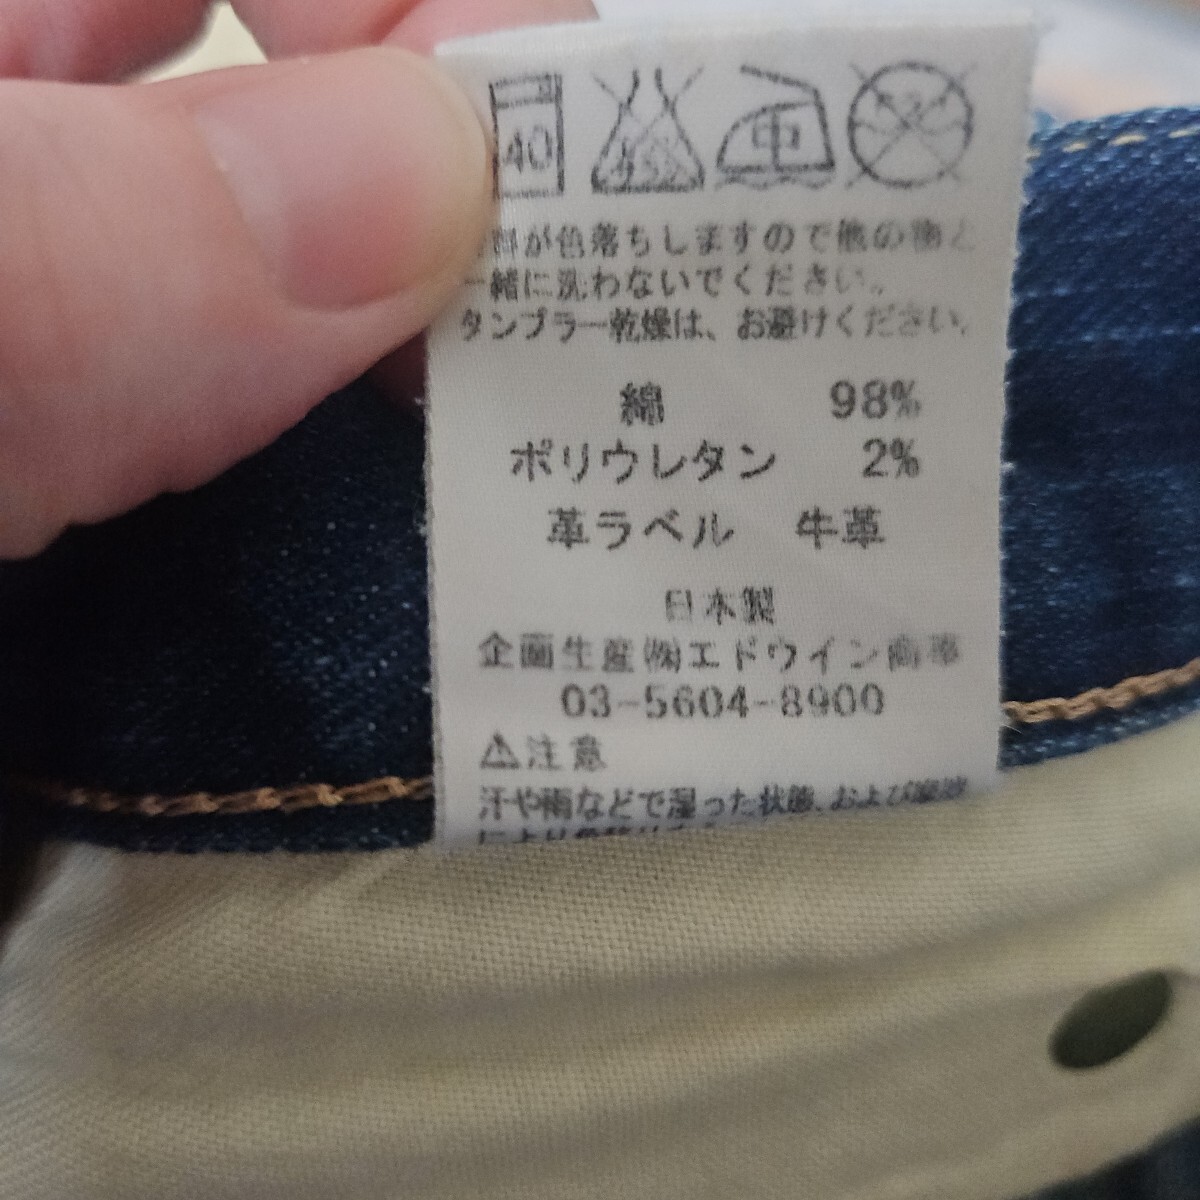 40
中
が色落ちしますので他の物と
一緒に洗わないでください。
タンブラー乾燥は、お避けください。
綿 98%
ポリウレタン 2%
革ラベル 牛革
日本製
企画生産㈱エドウイン商事
03-5604-8900
⚠注意
汗や雨などで湿った状態、および摩擦
により